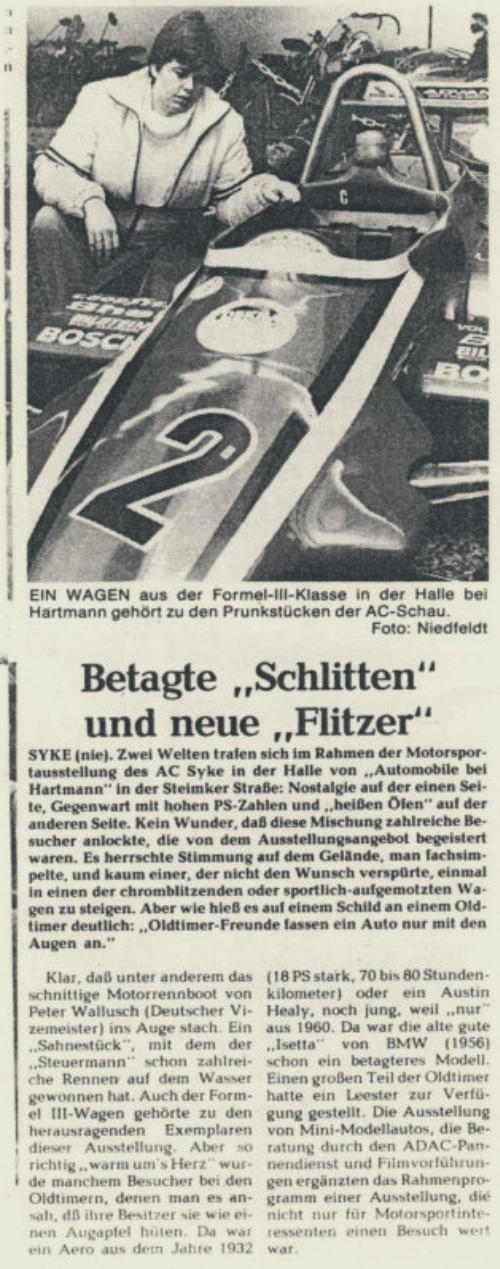 ADVAN
G
BILSTEIN
BOSCH
BIL
BO
2
EIN WAGEN aus der Formel-III-Klasse in der Halle bei
Hartmann gehört zu den Prunkstücken der AC-Schau.
Foto: Niedfeldt
Betagte „Schlitten“
und neue „Flitzer“
SYKE (nie). Zwei Welten trafen sich im Rahmen der Motorspor-
tausstellung des AC Syke in der Halle von „Automobile bei
Hartmann“ in der Steimker Straße: Nostalgie auf der einen Sei-
te, Gegenwart mit hohen PS-Zahlen und „heißen Öfen“ auf der
anderen Seite. Kein Wunder, daß diese Mischung zahlreiche Be-
sucher anlockte, die von dem Ausstellungsangebot begeistert
waren. Es herrschte Stimmung auf dem Gelände, man fachsim-
pelte, und kaum einer, der nicht den Wunsch verspürte, einmal
in einen der chromblitzenden oder sportlich-aufgemotzten Wa-
gen zu steigen. Aber wie hieß es auf einem Schild an einem Old-
timer deutlich: „Oldtimer-Freunde fassen ein Auto nur mit den
Augen an.“
Klar, daß unter anderem das
schnittige Motorrennboot von
Peter Wallusch (Deutscher Vi-
zemeister) ins Auge stach. Ein
„Sahnestück“, mit dem der
„Steuermann“ schon zahlrei-
che Rennen auf dem Wasser
gewonnen hat. Auch der Form-
el III-Wagen gehörte zu den
herausragenden Exemplaren
dieser Ausstellung. Aber so
richtig „warm um's Herz“ wur-
de manchem Besucher bei den
Oldtimern, denen man es an-
sah, dß ihre Besitzer sie wie ei-
nen Augapfel hüten. Da war
ein Aero aus dem Jahre 1932
(18 PS stark, 70 bis 80 Stunden-
kilometer) oder ein Austin
Healy, noch jung, weil „nur“
aus 1960. Da war die alte gute
„Isetta“ von BMW (1956)
schon ein betagteres Modell.
Einen großen Teil der Oldtimer
hatte ein Leester zur Verfü-
gung gestellt. Die Ausstellung
von Mini-Modellautos, die Be-
ratung durch den ADAC-Pan-
nendienst und Filmvorführun-
gen ergänzten das Rahmenpro-
gramm einer Ausstellung, die
nicht nur für Motorsportinte-
ressenten einen Besuch wert
war.